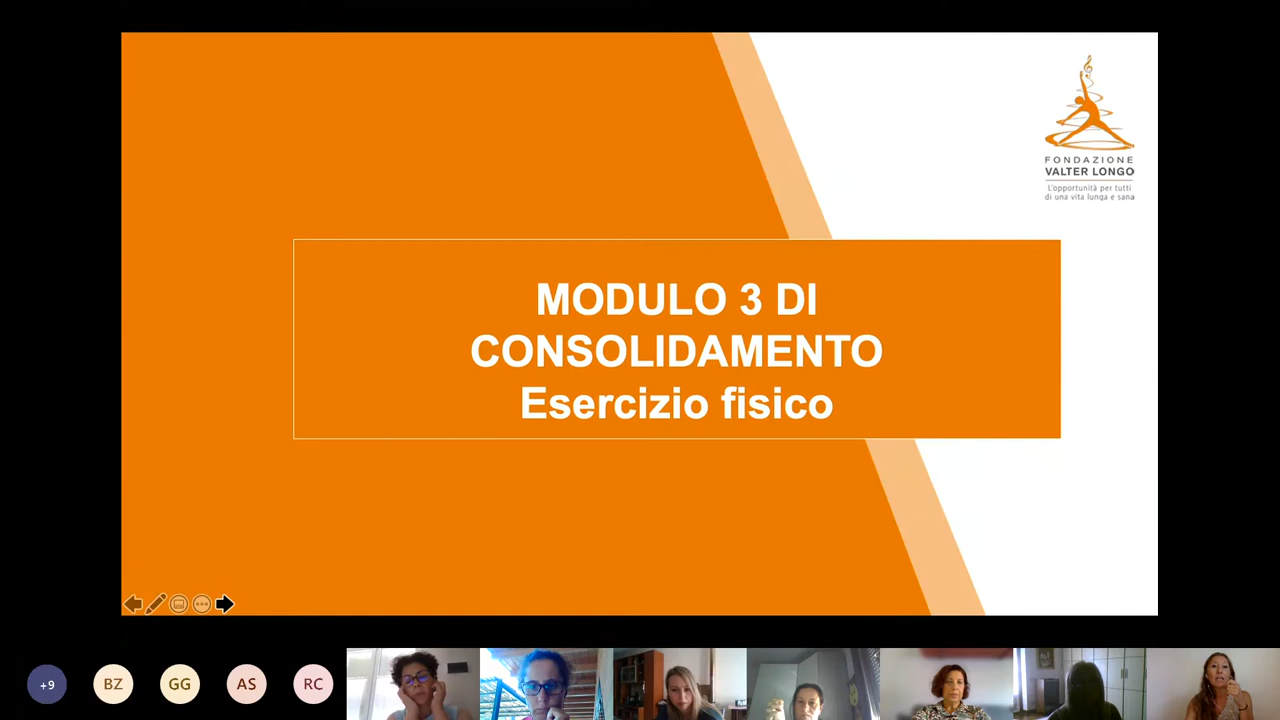 FONDAZIONE
VALTER LONGO
L'opportunità per tutti
di una vita lunga e sana
MODULO 3 DI
CONSOLIDAMENTO
Esercizio fisico
+9
BZ
GG
AS
RC